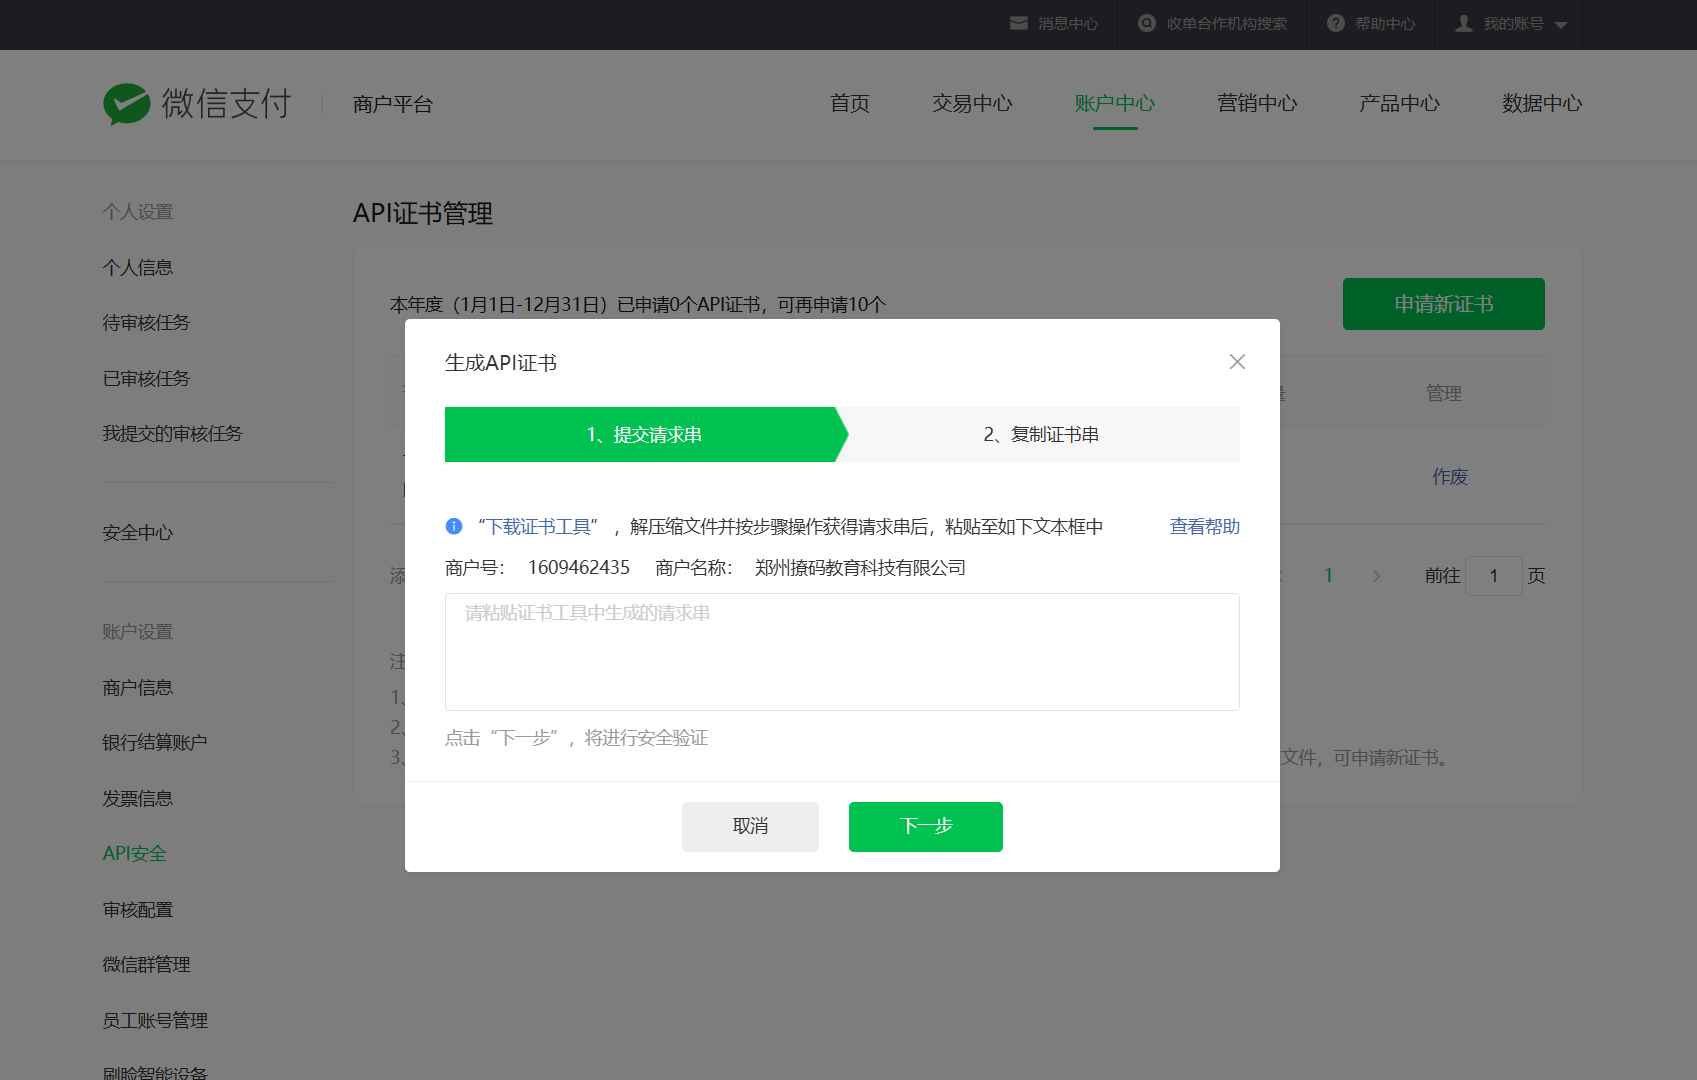 消息中心 收单合作机构搜索 帮助中心 我的账号
微信支付 商户平台 首页 交易中心 账户中心 营销中心 产品中心 数据中心
个人设置
个人信息
待审核任务
已审核任务
我提交的审核任务
安全中心
账户设置
商户信息
银行结算账户
发票信息
API安全
审核配置
微信群管理
员工账号管理
刷脸智能设备
API证书管理
本年度（1月1日-12月31日）已申请0个API证书，可再申请10个
申请新证书
管理
作废
添
1
前往 1 页
注
1、
2、
3、
文件，可申请新证书。
生成API证书
1、提交请求串
2、复制证书串
“下载证书工具”，解压缩文件并按步骤操作获得请求串后，粘贴至如下文本框中 查看帮助
商户号： 1609462435 商户名称： 郑州撩码教育科技有限公司
请粘贴证书工具中生成的请求串
点击“下一步”，将进行安全验证
取消
下一步